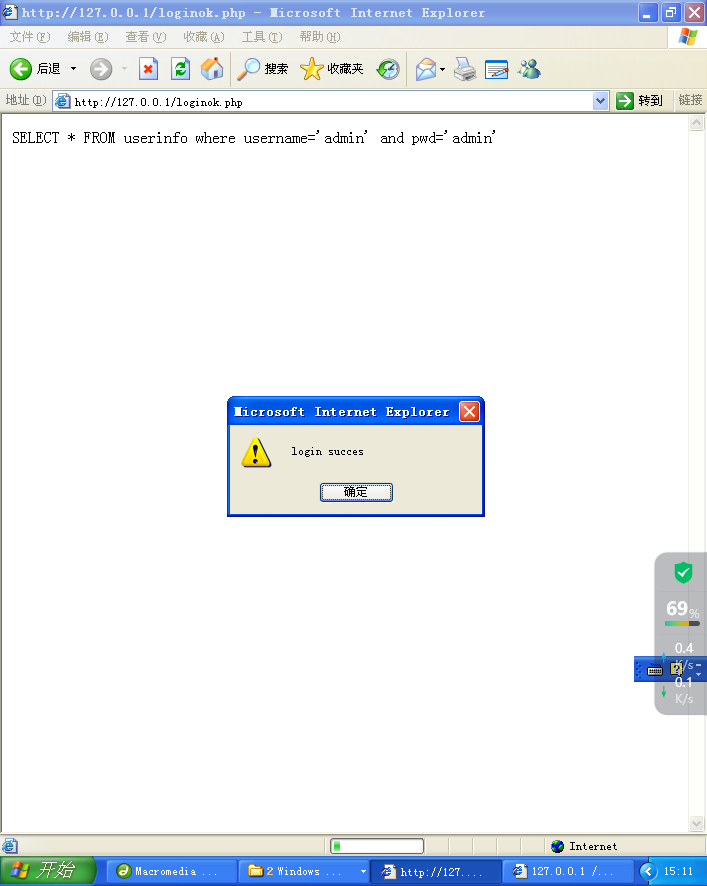 http://127.0.0.1/loginok.php - Microsoft Internet Explorer
文件(F) 编辑(E) 查看(V) 收藏(A) 工具(T) 帮助(H)
后退 搜索 收藏夹
地址(D) http://127.0.0.1/loginok.php 转到 链接
SELECT * FROM userinfo where username='admin' and pwd='admin'
Microsoft Internet Explorer
login succes
确定
69%
0.4
K/s
0.1
K/s
Internet
开始 Macromedia ... 2 Windows ... http://127.... 127.0.0.1 /... 15:11